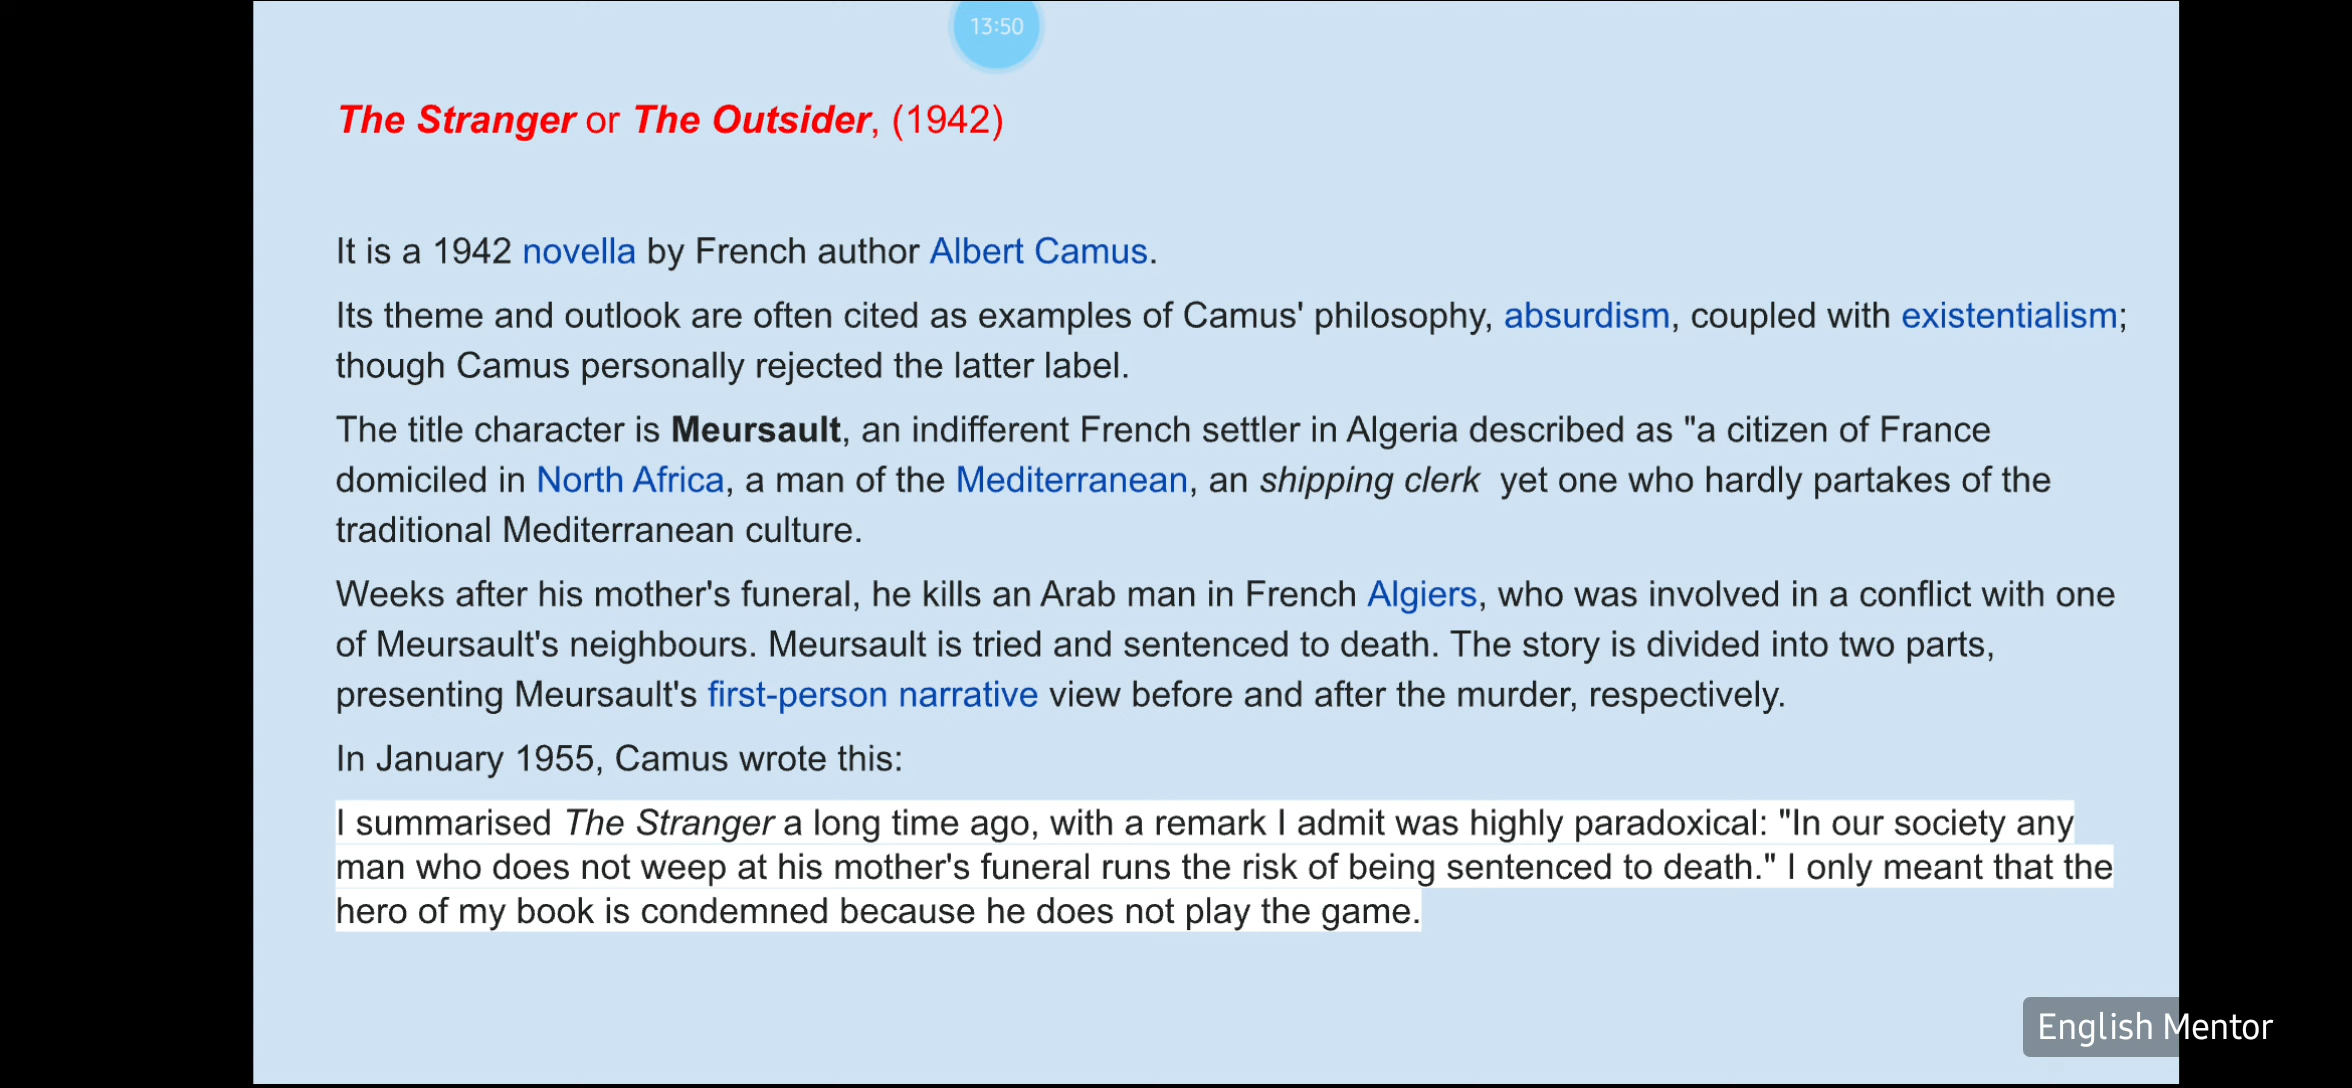 13:50
The Stranger or The Outsider, (1942)
It is a 1942 novella by French author Albert Camus.
Its theme and outlook are often cited as examples of Camus' philosophy, absurdism, coupled with existentialism;
though Camus personally rejected the latter label.
The title character is Meursault, an indifferent French settler in Algeria described as "a citizen of France
domiciled in North Africa, a man of the Mediterranean, an shipping clerk yet one who hardly partakes of the
traditional Mediterranean culture.
Weeks after his mother's funeral, he kills an Arab man in French Algiers, who was involved in a conflict with one
of Meursault's neighbours. Meursault is tried and sentenced to death. The story is divided into two parts,
presenting Meursault's first-person narrative view before and after the murder, respectively.
In January 1955, Camus wrote this:
I summarised The Stranger a long time ago, with a remark I admit was highly paradoxical: "In our society any
man who does not weep at his mother's funeral runs the risk of being sentenced to death." I only meant that the
hero of my book is condemned because he does not play the game.
English Mentor